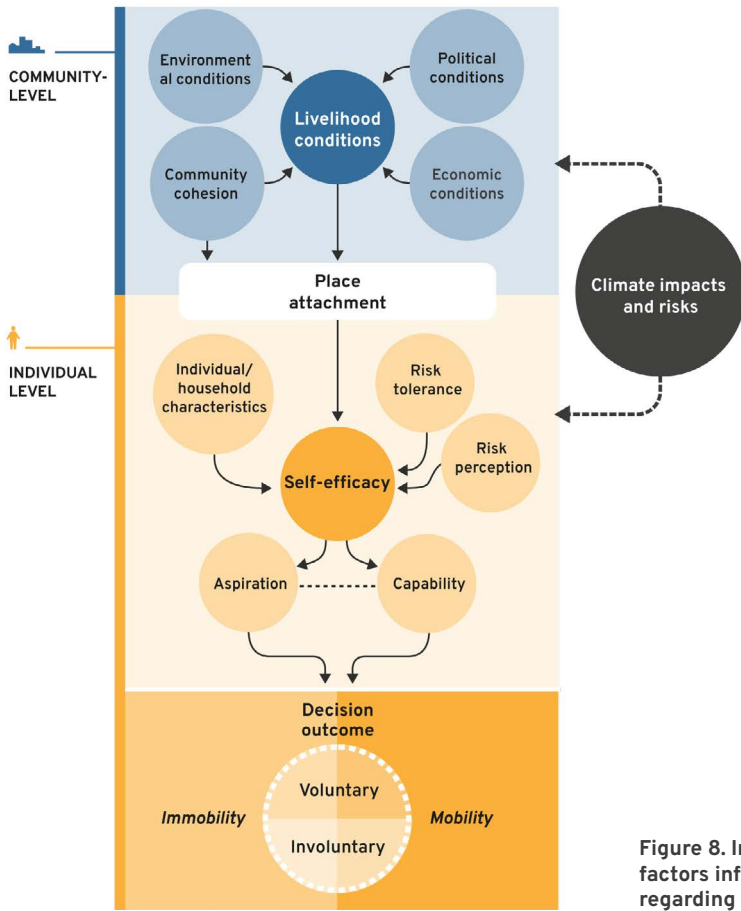 COMMUNITY-
LEVEL
Environment
al conditions
Political
conditions
Livelihood
conditions
Community
cohesion
Economic
conditions
Climate impacts
and risks
Place
attachment
INDIVIDUAL
LEVEL
Individual/
household
characteristics
Risk
tolerance
Risk
perception
Self-efficacy
Aspiration
Capability
Decision
outcome
Voluntary
Immobility
Mobility
Involuntary
Figure 8. 
factors
regarding